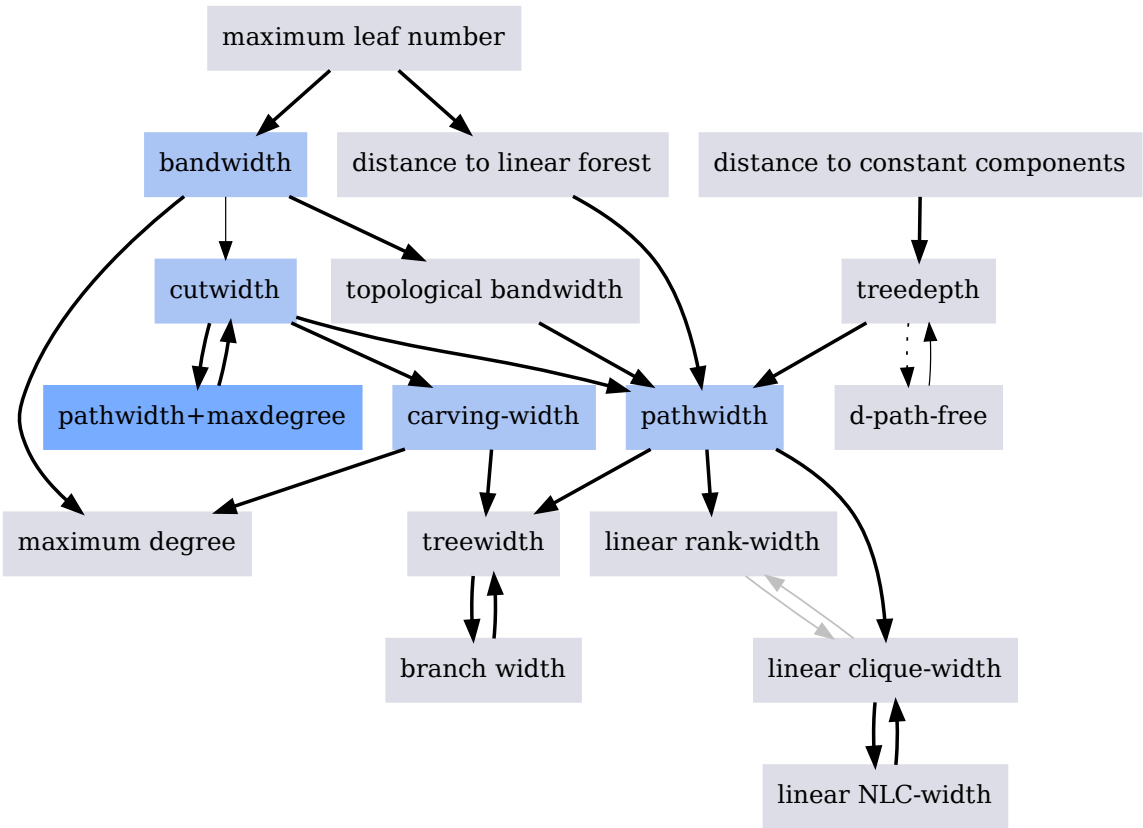 maximum leaf number
bandwidth
distance to linear forest
distance to constant components
cutwidth
topological bandwidth
treedepth
pathwidth+maxdegree
carving-width
pathwidth
d-path-free
maximum degree
treewidth
linear rank-width
branch width
linear clique-width
linear NLC-width